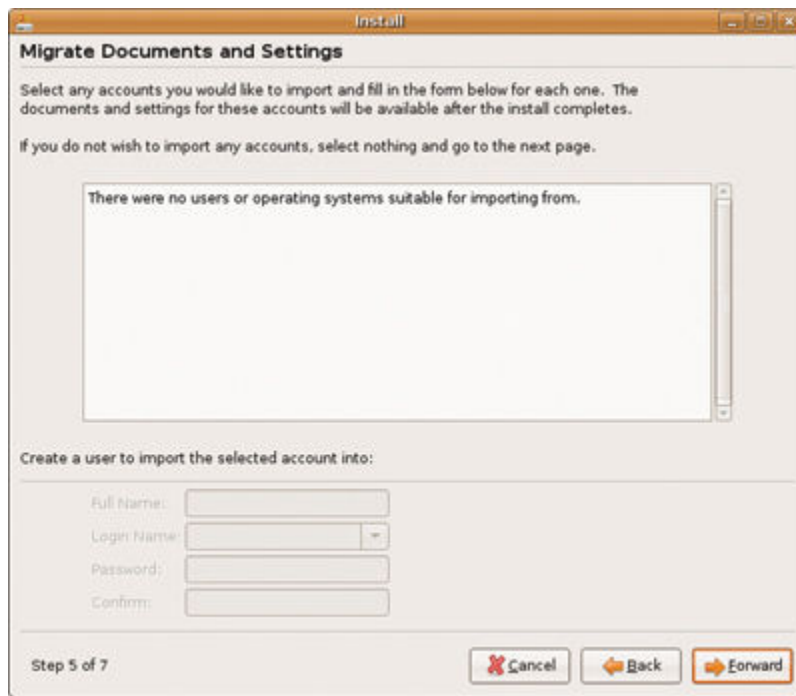 Install
Migrate Documents and Settings
Select any accounts you would like to import and fill in the form below for each one. The
documents and settings for these accounts will be available after the install completes.
If you do not wish to import any accounts, select nothing and go to the next page.
There were no users or operating systems suitable for importing from.
Create a user to import the selected account into:
Full Name:
Login Name:
Password:
Confirm:
Step 5 of 7
Cancel
Back
Forward